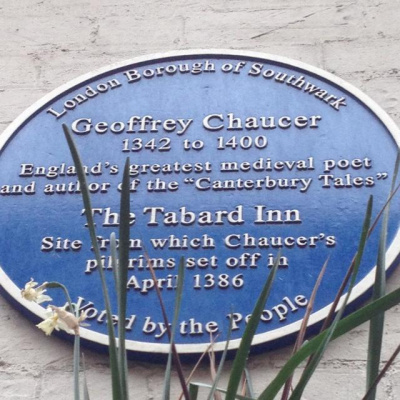 London Borough of Southwark
Geoffrey Chaucer
1342 to 1400
England's greatest medieval poet
and author of the "Canterbury Tales"
The Tabard Inn
Site from which Chaucer's
pilgrims set off in
April 1386
Voted by the People